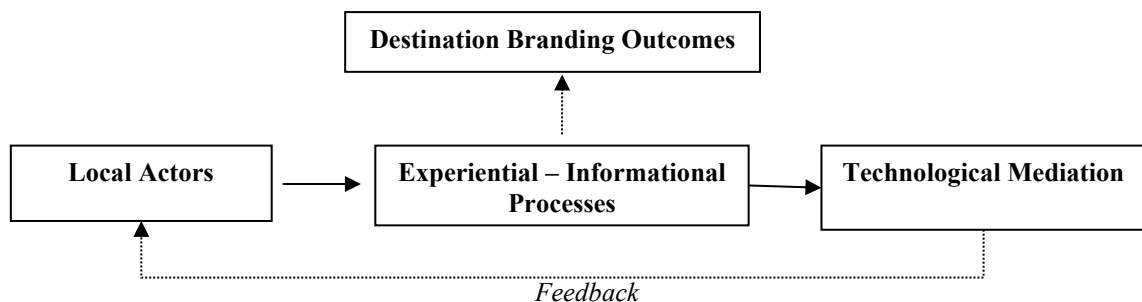 Destination Branding Outcomes
Local Actors
Experiential – Informational
Processes
Technological Mediation
Feedback